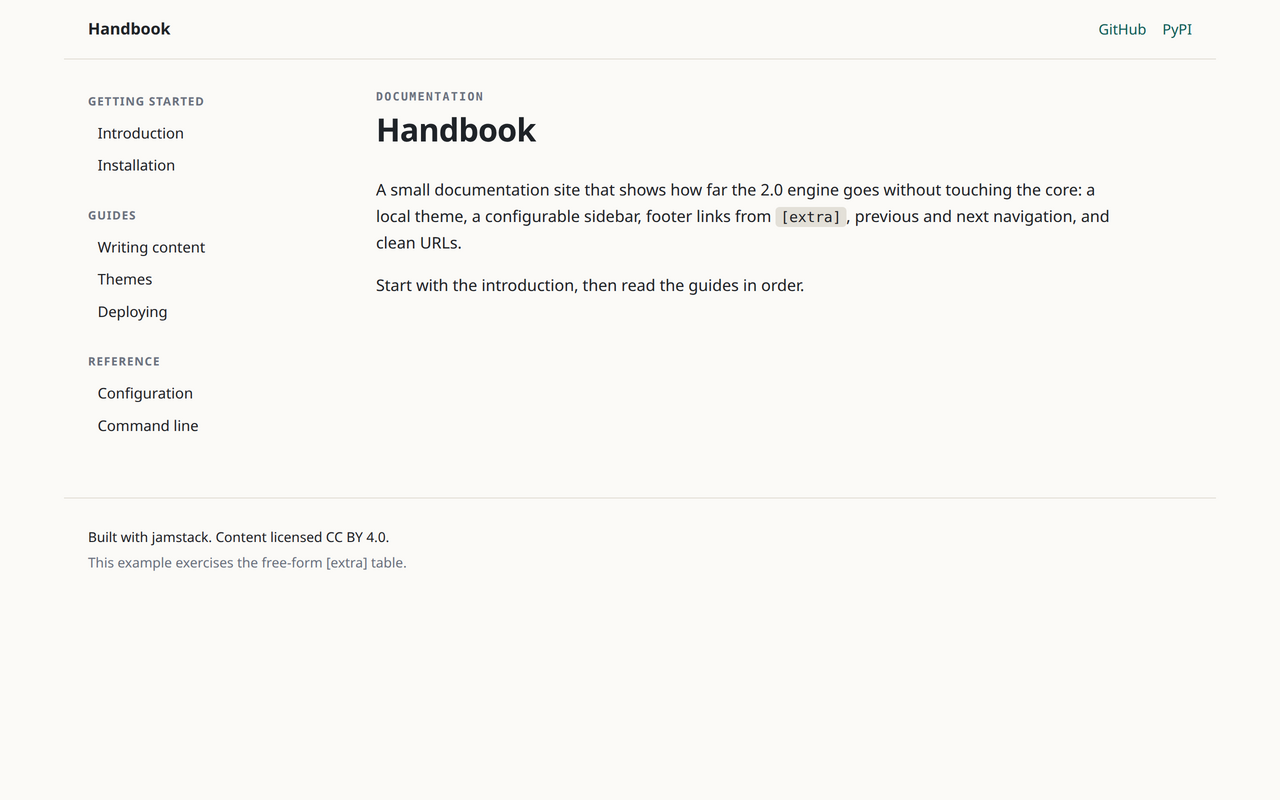 Handbook
GitHub PyPI
GETTING STARTED
Introduction
Installation
GUIDES
Writing content
Themes
Deploying
REFERENCE
Configuration
Command line
DOCUMENTATION
Handbook
A small documentation site that shows how far the 2.0 engine goes without touching the core: a
local theme, a configurable sidebar, footer links from [extra], previous and next navigation, and
clean URLs.
Start with the introduction, then read the guides in order.
Built with jamstack. Content licensed CC BY 4.0.
This example exercises the free-form [extra] table.